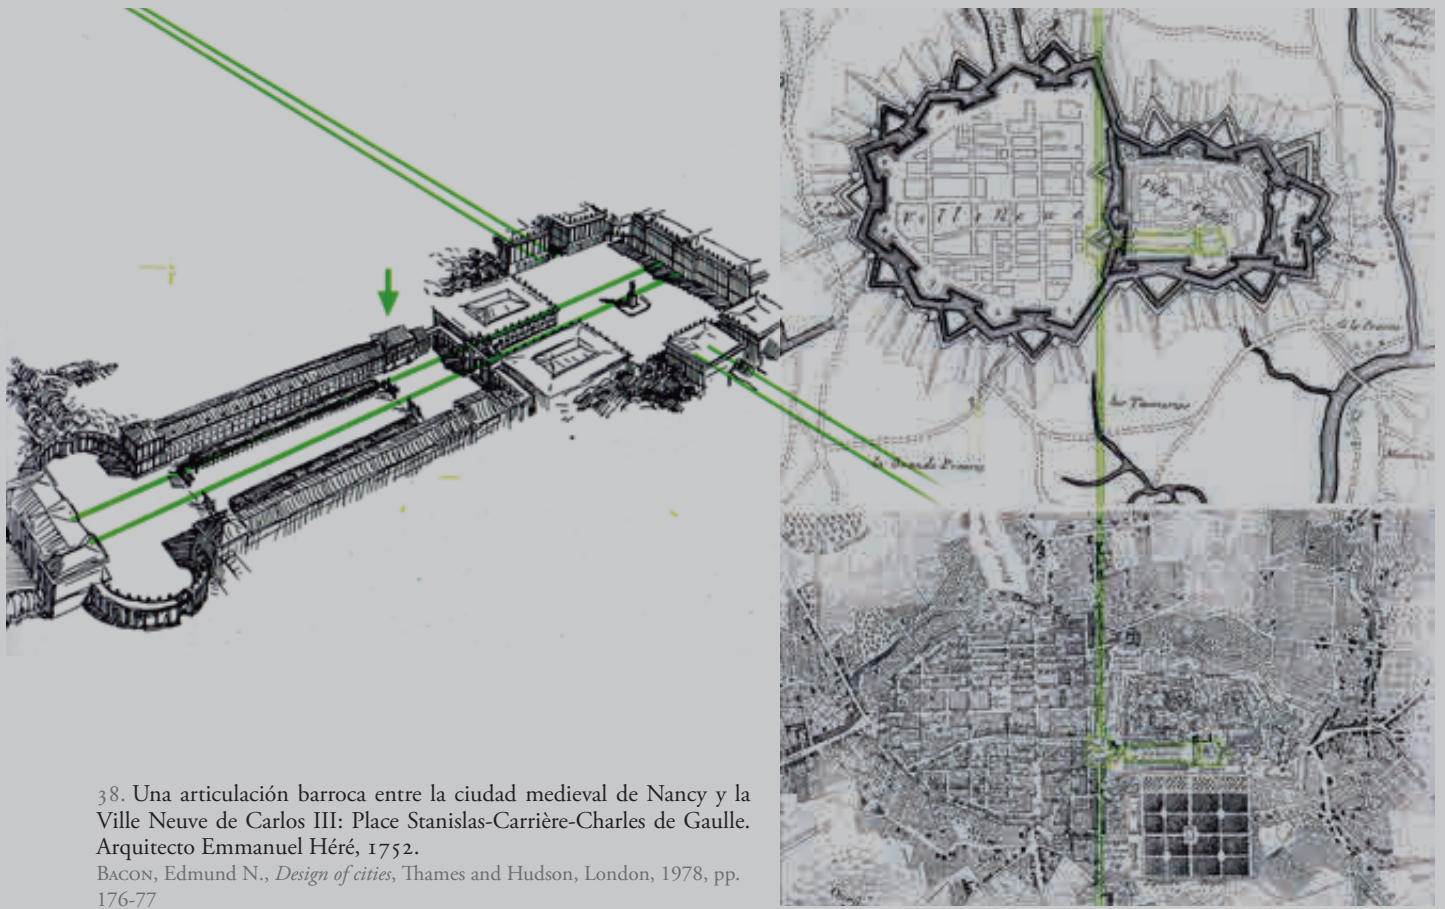 38. Una articulación barroca entre la ciudad medieval de Nancy y la
Ville Neuve de Carlos III: Place Stanislas-Carrière-Charles de Gaulle.
Arquitecto Emmanuel Héré, 1752.
BACON, Edmund N., Design of cities, Thames and Hudson, London, 1978, pp.
176-77